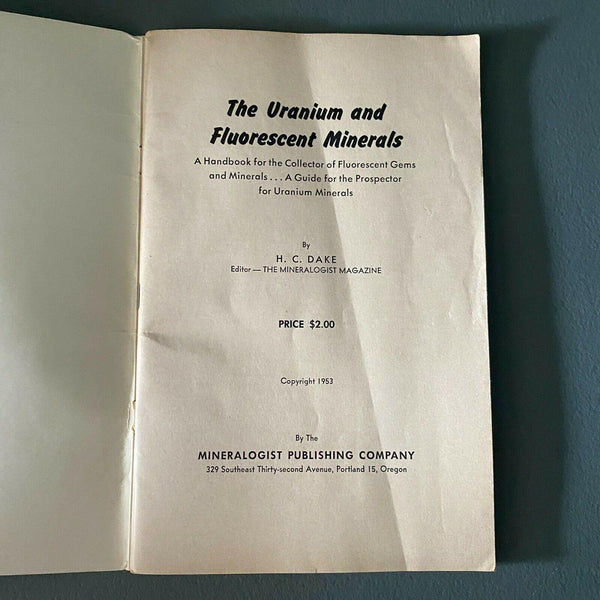 The Uranium and
Fluorescent Minerals
A Handbook for the Collector of Fluorescent Gems
and Minerals . . . A Guide for the Prospector
for Uranium Minerals
By
H. C. DAKE
Editor — THE MINERALOGIST MAGAZINE
PRICE $2.00
Copyright 1953
By The
MINERALOGIST PUBLISHING COMPANY
329 Southeast Thirty-second Avenue, Portland 15, Oregon